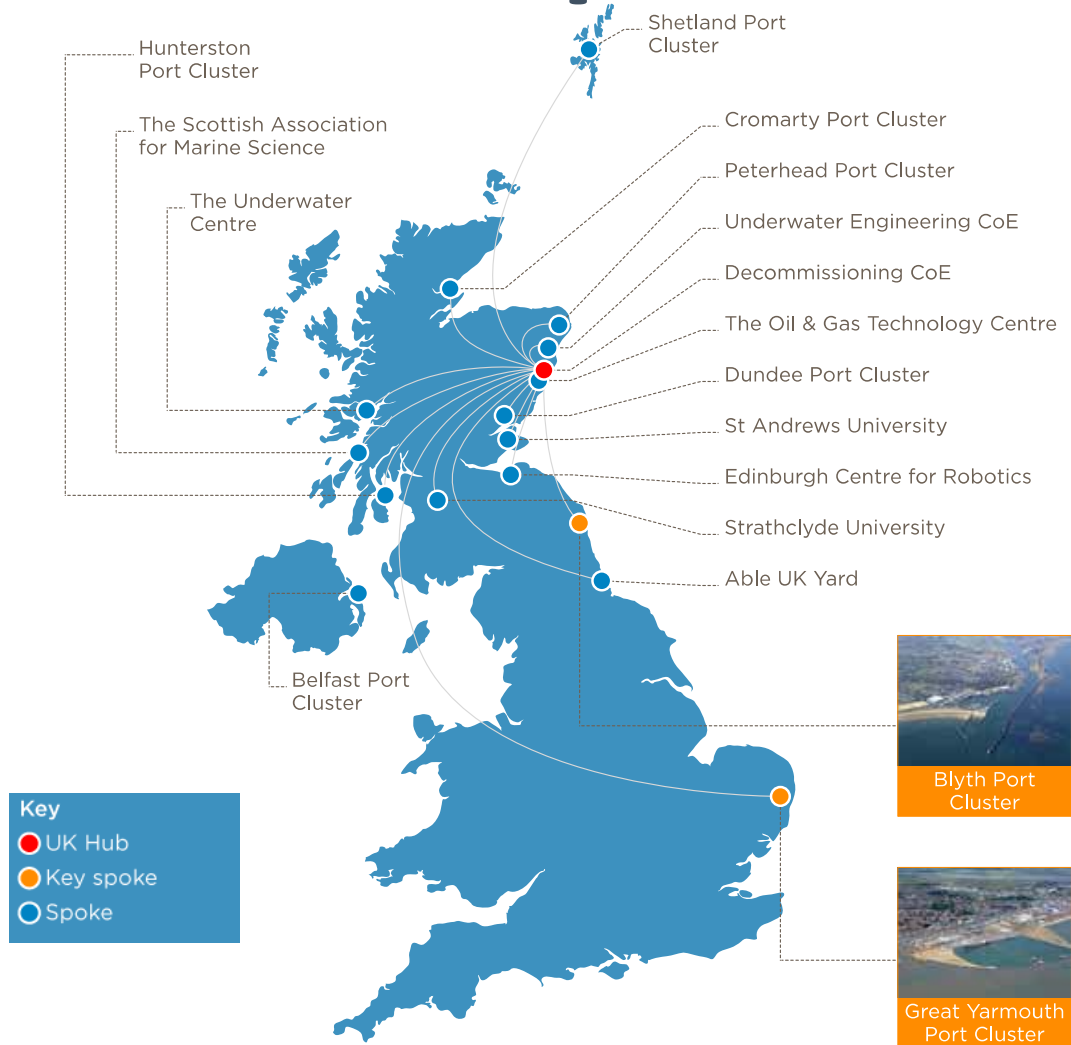 Shetland Port
Cluster
Hunterston
Port Cluster
The Scottish Association
for Marine Science
The Underwater
Centre
Cromarty Port Cluster
Peterhead Port Cluster
Underwater Engineering CoE
Decommissioning CoE
The Oil & Gas Technology Centre
Dundee Port Cluster
St Andrews University
Edinburgh Centre for Robotics
Strathclyde University
Able UK Yard
Belfast Port
Cluster
Blyth Port
Cluster
Great Yarmouth
Port Cluster
Key
UK Hub
Key spoke
Spoke